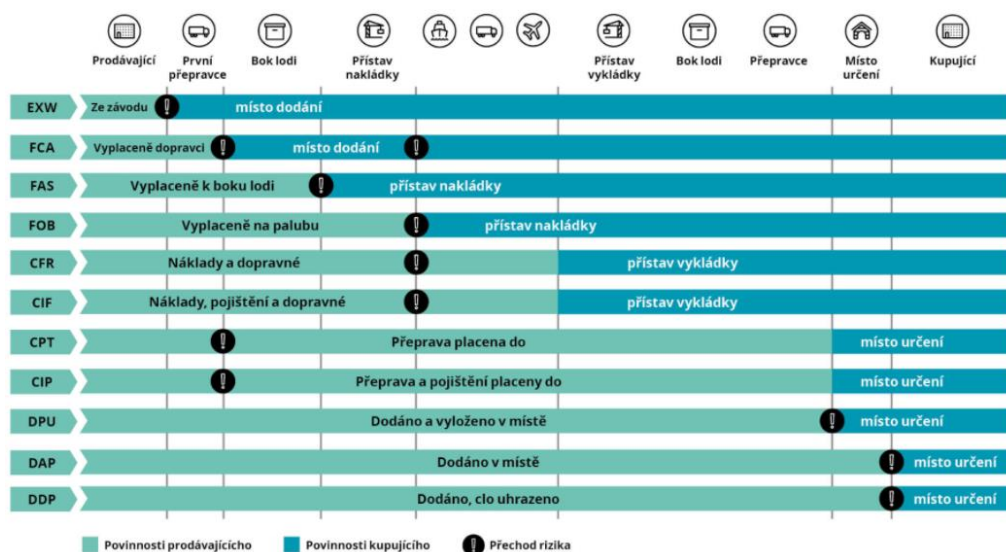 Prodávající
První
přepravce
Bok lodi
Přístav
nakládky
Přístav
vykládky
Bok lodi
Přepravce
Místo
určení
Kupující
EXW Ze závodu ! místo dodání
FCA Vyplaceně dopravci ! místo dodání !
FAS Vyplaceně k boku lodi ! přístav nakládky
FOB Vyplaceně na palubu ! přístav nakládky
CFR Náklady a dopravné ! přístav vykládky
CIF Náklady, pojištění a dopravné ! přístav vykládky
CPT ! Přeprava placena do místo určení
CIP ! Přeprava a pojištění placeny do místo určení
DPU Dodáno a vyloženo v místě ! místo určení
DAP Dodáno v místě ! místo určení
DDP Dodáno, clo uhrazeno ! místo určení
Povinnosti prodávajícícho Povinnosti kupujícího ! Přechod rizika